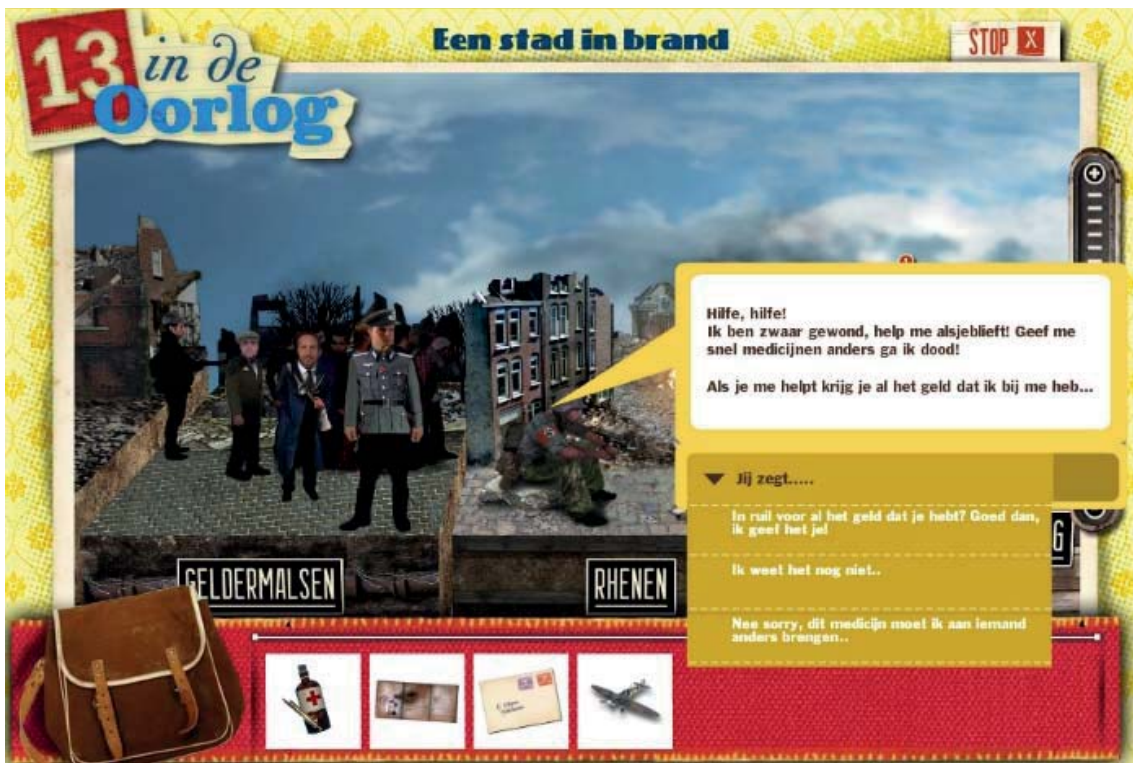 13 in de
Oorlog
Een stad in brand
STOP X
Hilfe, hilfe!
Ik ben zwaar gewond, help me alsjeblieft! Geef me
snel medicijnen anders ga ik dood!
Als je me helpt krijg je al het geld dat ik bij me heb...
Jij zegt.....
In ruil voor al het geld dat je hebt? Goed dan,
ik geef het je!
Ik weet het nog niet..
Nee sorry, dit medicijn moet ik aan iemand
anders brengen..
GELDERMALSEN
RHENEN
G